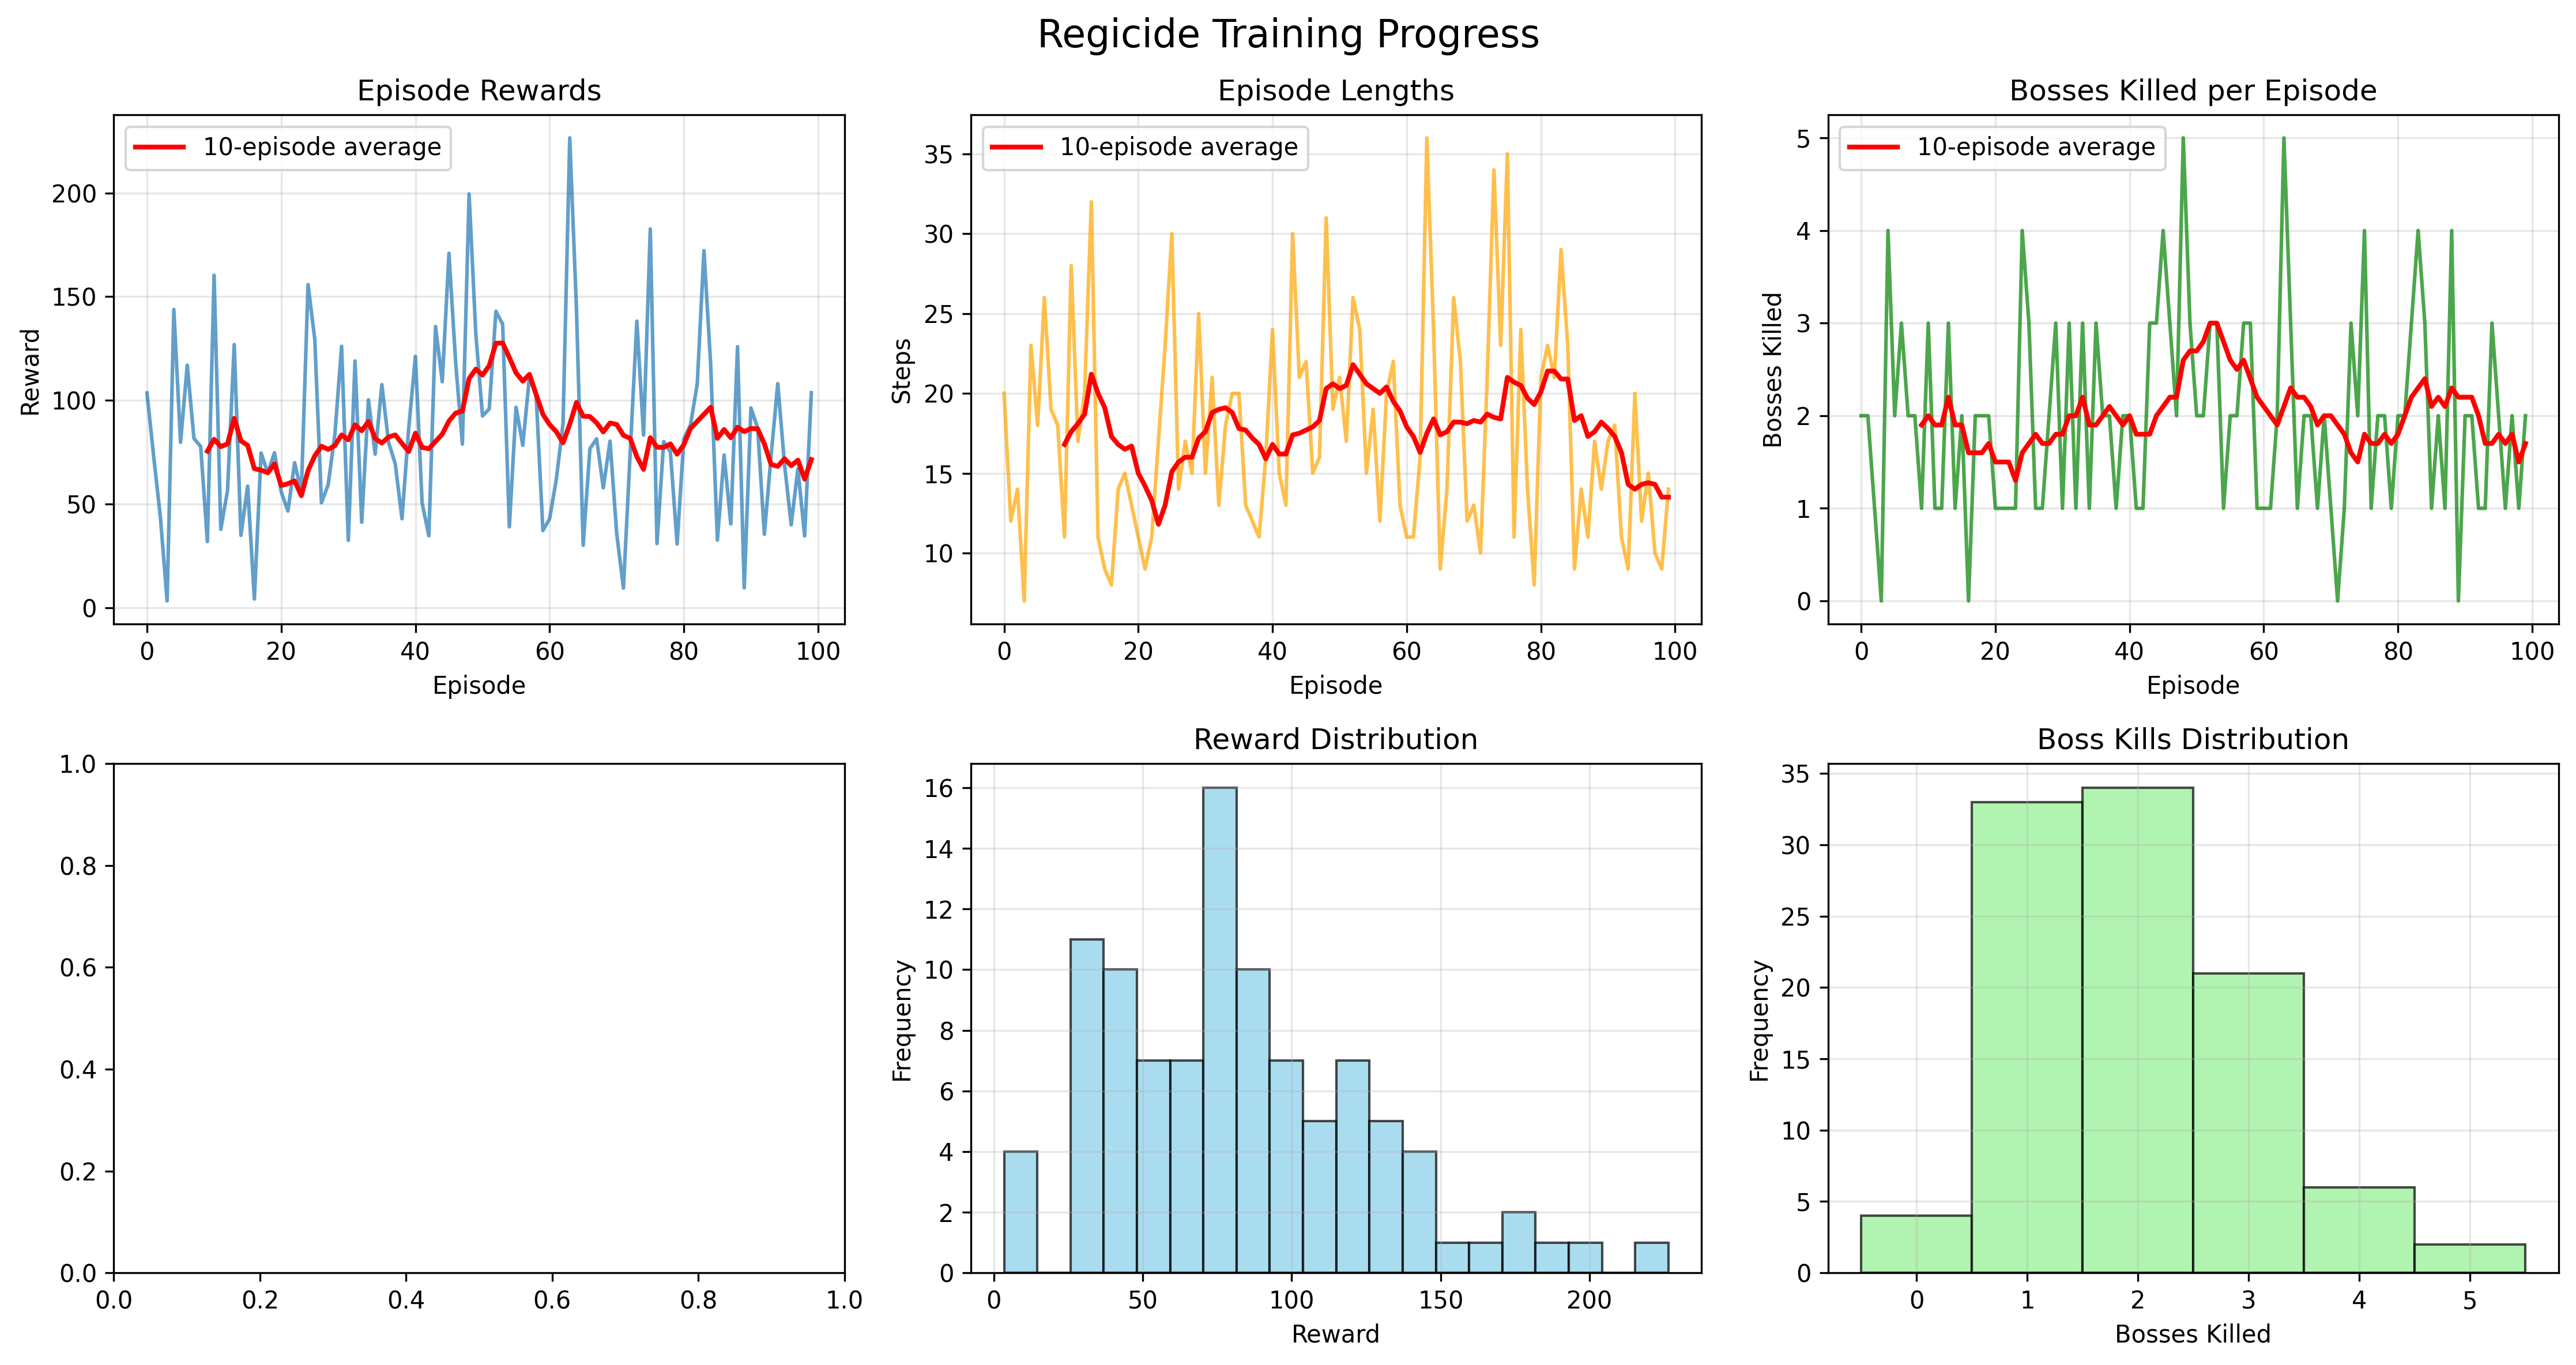 Regicide Training Progress
Episode Rewards
10-episode average
Reward
200
150
100
50
0
0 20 40 60 80 100
Episode
Episode Lengths
10-episode average
Steps
35
30
25
20
15
10
0 20 40 60 80 100
Episode
Bosses Killed per Episode
10-episode average
Bosses Killed
5
4
3
2
1
0
0 20 40 60 80 100
Episode
1.0
0.8
0.6
0.4
0.2
0.0
0.0 0.2 0.4 0.6 0.8 1.0
Reward Distribution
Frequency
16
14
12
10
8
6
4
2
0
0 50 100 150 200
Reward
Boss Kills Distribution
Frequency
35
30
25
20
15
10
5
0
0 1 2 3 4 5
Bosses Killed